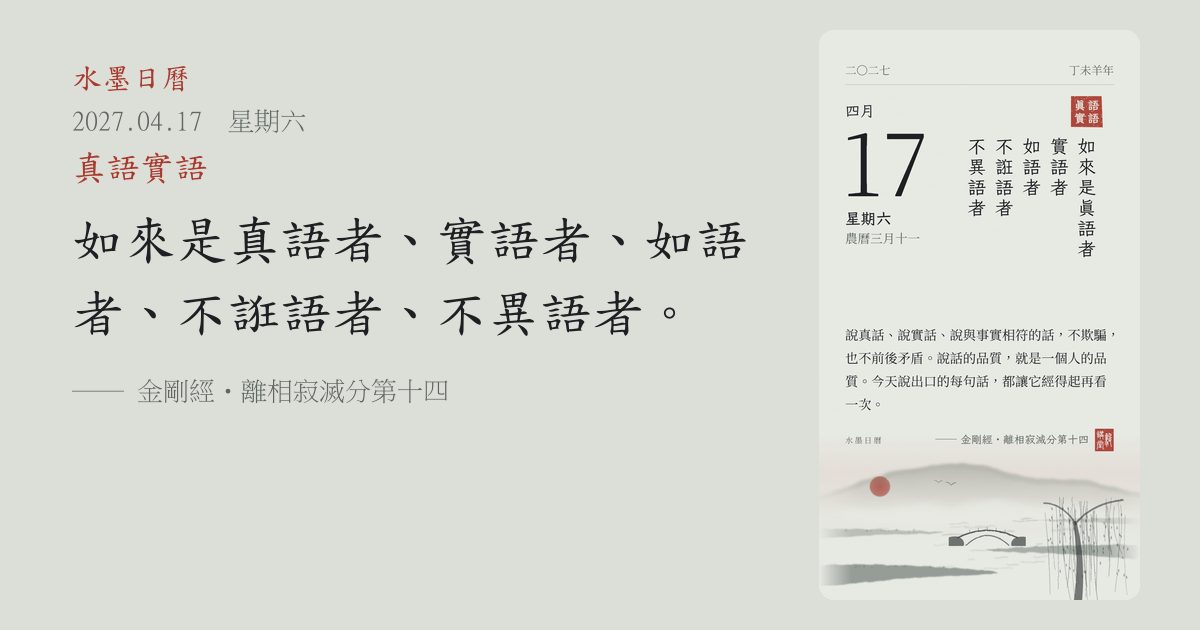 水墨日曆
2027.04.17 星期六
真語實語
如來是真語者、實語者、如語
者、不誑語者、不異語者。
—— 金剛經・離相寂滅分第十四
二〇二七
丁未羊年
四月
17
星期六
農曆三月十一
語語
眞實
如來是眞語者
實語者
如語者
不誑語者
不異語者
說真話、說實話、說與事實相符的話，不欺騙，
也不前後矛盾。說話的品質，就是一個人的品
質。今天說出口的每句話，都讓它經得起再看
一次。
水墨日曆
—— 金剛經・離相寂滅分第十四